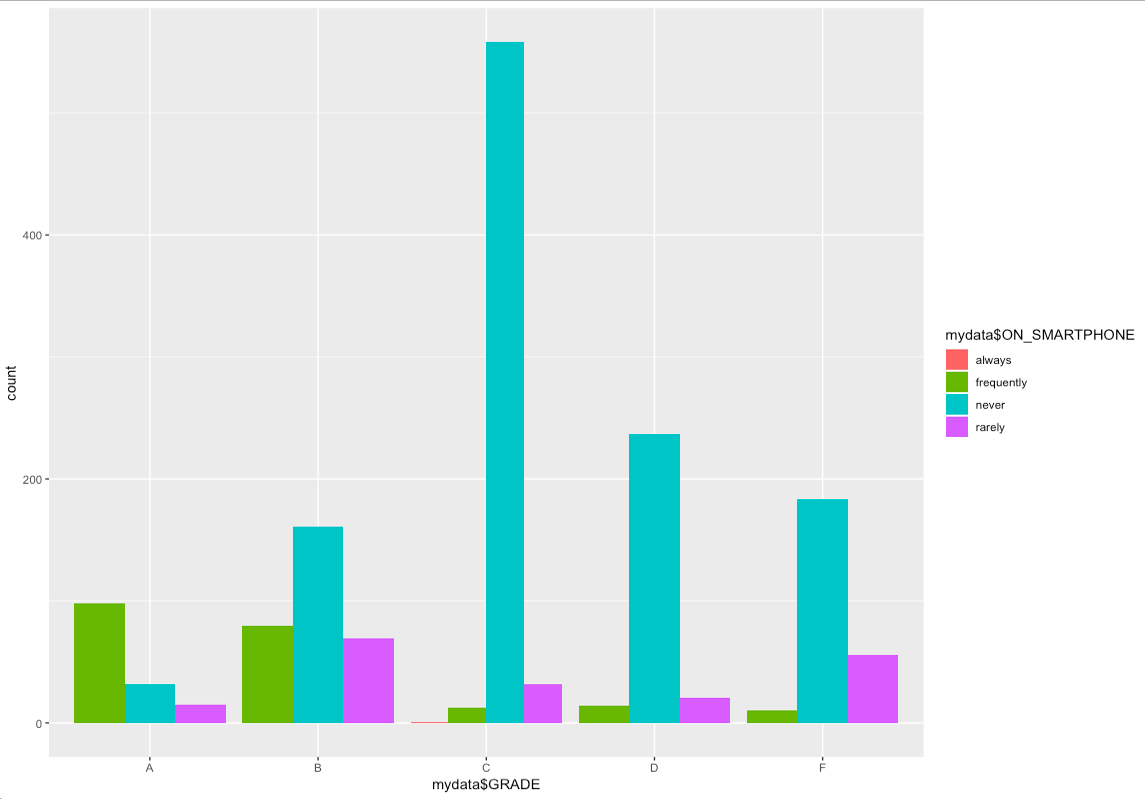 count
400
200
0
A B C D F
mydata$GRADE
mydata$ON_SMARTPHONE
always
frequently
never
rarely